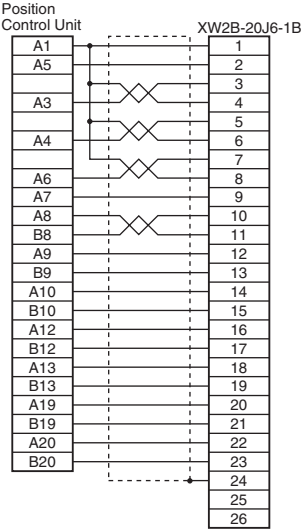 Position
Control Unit
XW2B-20J6-1B
A1 1
A5 2
3
A3 4
5
A4 6
7
A6 8
A7 9
A8 10
B8 11
A9 12
B9 13
A10 14
B10 15
A12 16
B12 17
A13 18
B13 19
A19 20
B19 21
A20 22
B20 23
24
25
26